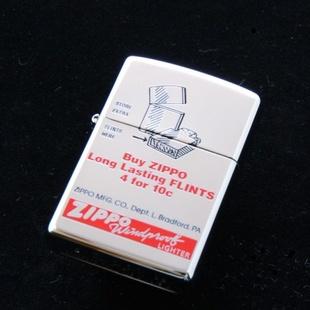 STORE
EXTRA
FLINTS
HERE
Buy ZIPPO
Long Lasting FLINTS
4 for 10c
ZIPPO MFG. CO., Dept. L. Bradford, PA
ZIPPO
Windproof
LIGHTER